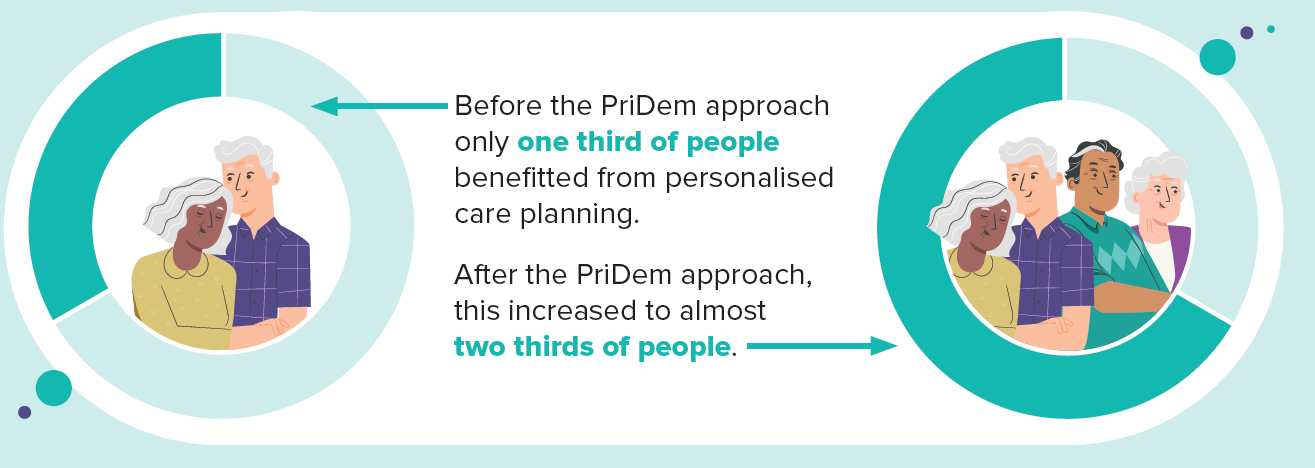 Before the PriDem approach
only one third of people
benefitted from personalised
care planning.
After the PriDem approach,
this increased to almost
two thirds of people.